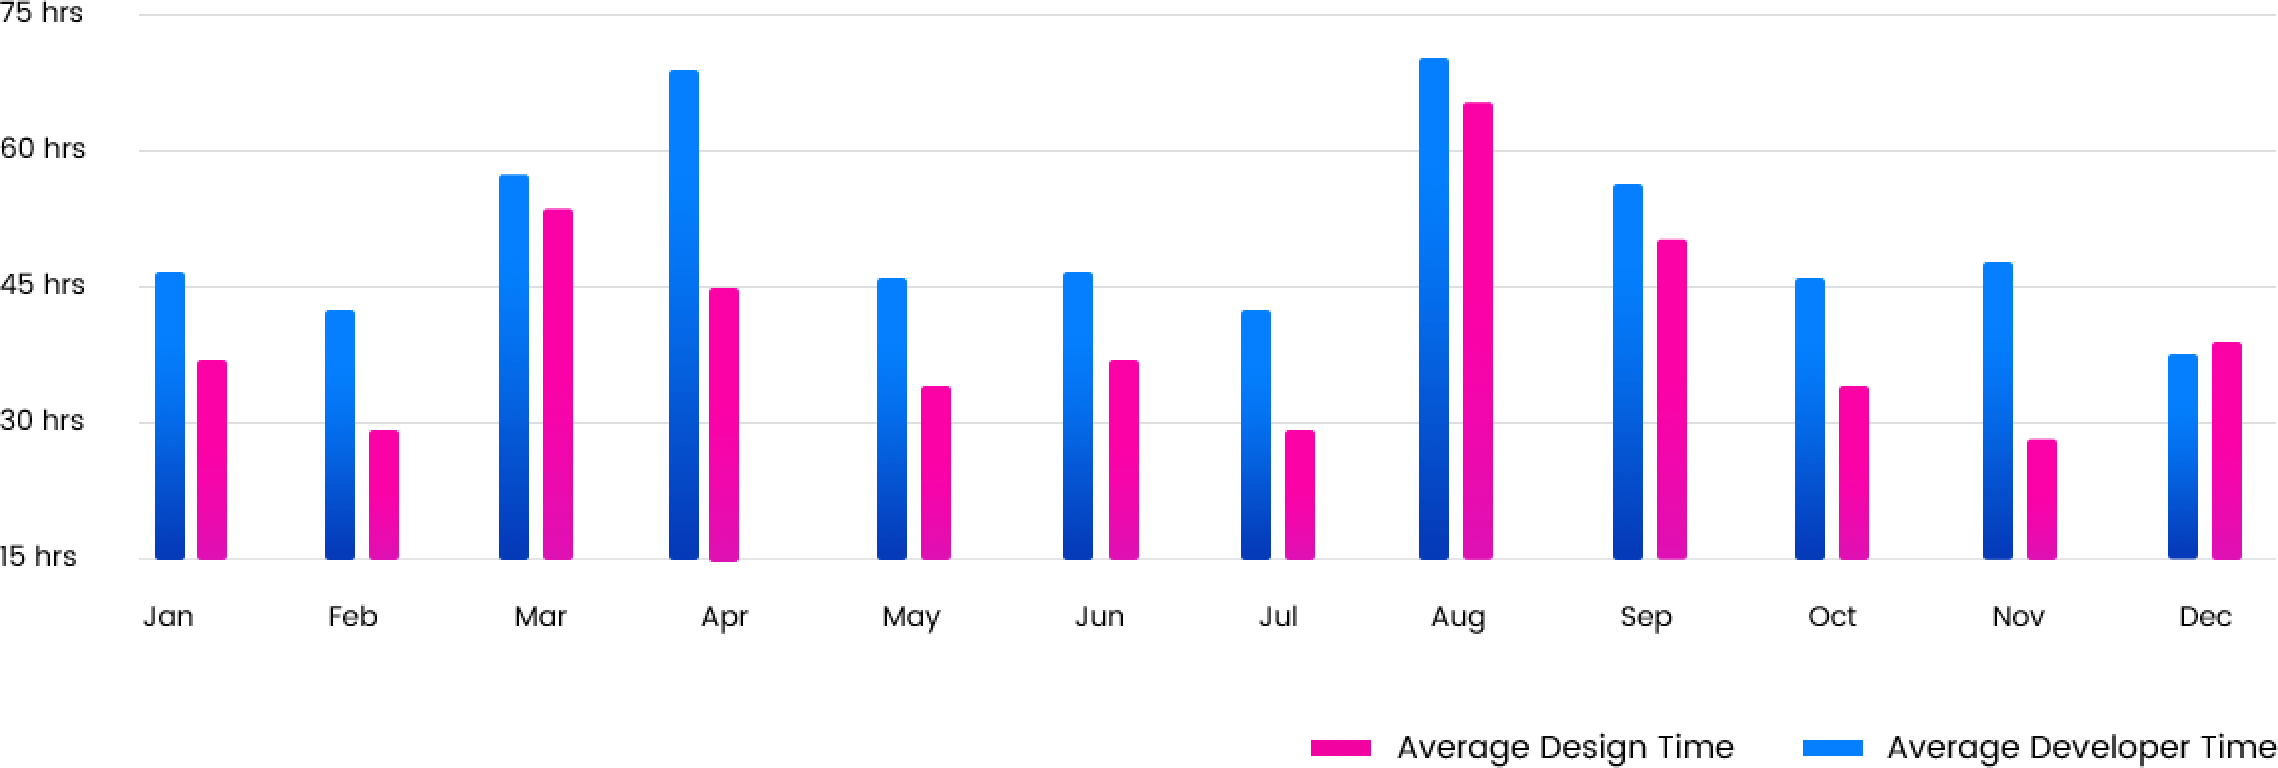 75 hrs
60 hrs
45 hrs
30 hrs
15 hrs
Jan Feb Mar Apr May Jun Jul Aug Sep Oct Nov Dec
Average Design Time Average Developer Time